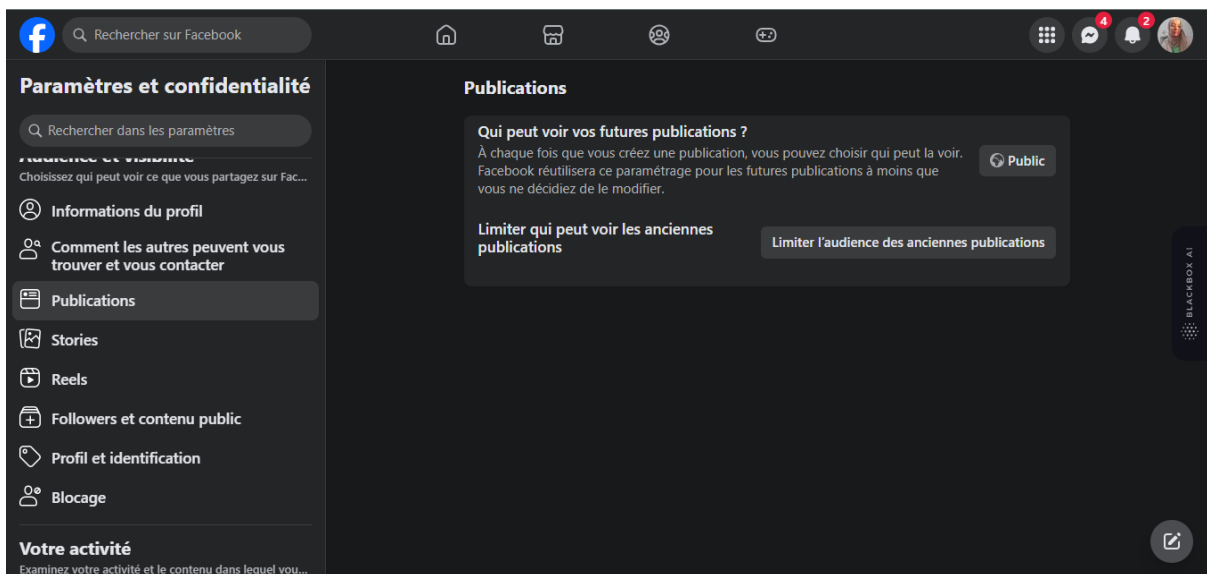 Rechercher sur Facebook
4
2
Paramètres et confidentialité
Rechercher dans les paramètres
Audience et visibilité
Choisissez qui peut voir ce que vous partagez sur Fac...
Informations du profil
Comment les autres peuvent vous
trouver et vous contacter
Publications
Stories
Reels
Followers et contenu public
Profil et identification
Blocage
Votre activité
Examinez votre activité et le contenu dans lequel vou...
Publications
Qui peut voir vos futures publications ?
À chaque fois que vous créez une publication, vous pouvez choisir qui peut la voir.
Facebook réutilisera ce paramétrage pour les futures publications à moins que
vous ne décidiez de le modifier.
Public
Limiter qui peut voir les anciennes
publications
Limiter l'audience des anciennes publications
BLACKBOX AI